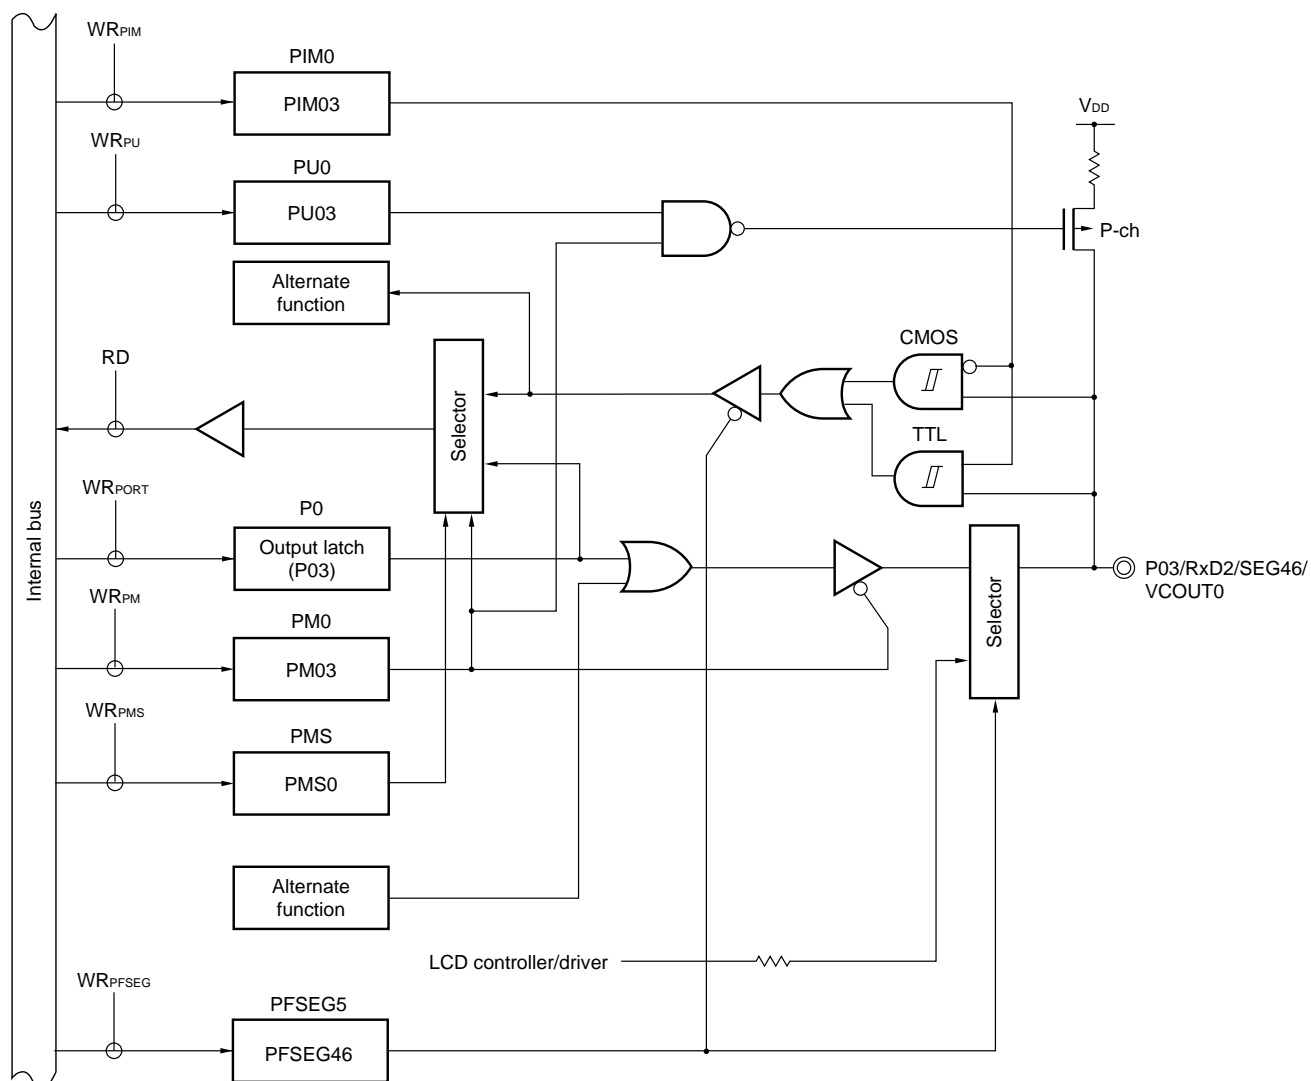 WRPIM
PIM0
PIM03
VDD
WRPU
PU0
PU03
P-ch
Alternate
function
CMOS
RD
Selector
TTL
WRPORT
P0
Output latch
(P03)
Internal bus
P03/RxD2/SEG46/
VCOUT0
WRPM
PM0
PM03
Selector
WRPMS
PMS
PMS0
Alternate
function
LCD controller/driver
WRPFSEG
PFSEG5
PFSEG46